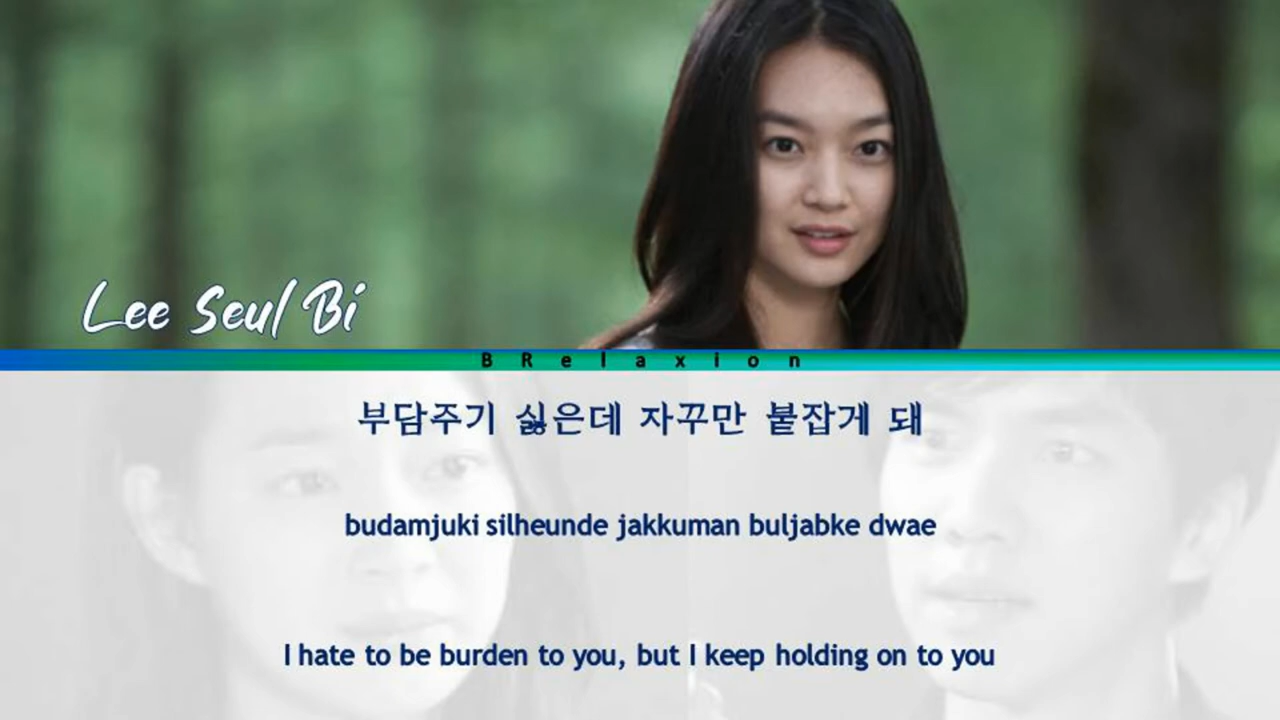 Lee Seul Bi
BRelaxion
부담주기 싫은데 자꾸만 붙잡게 돼
budamjuki silheunde jakkuman buljabke dwae
I hate to be burden to you, but I keep holding on to you